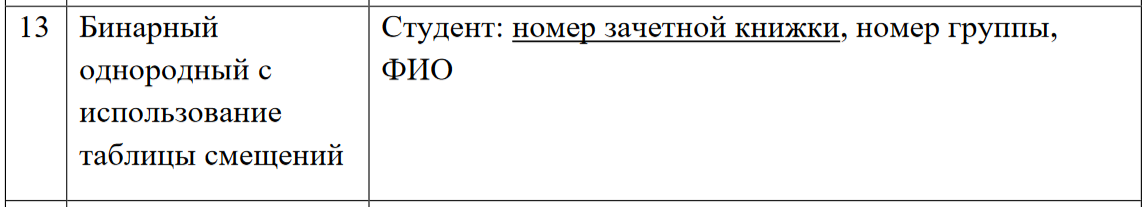 13 Бинарный Студент: номер зачетной книжки, номер группы,
однородный с ФИО
использование
таблицы смещений